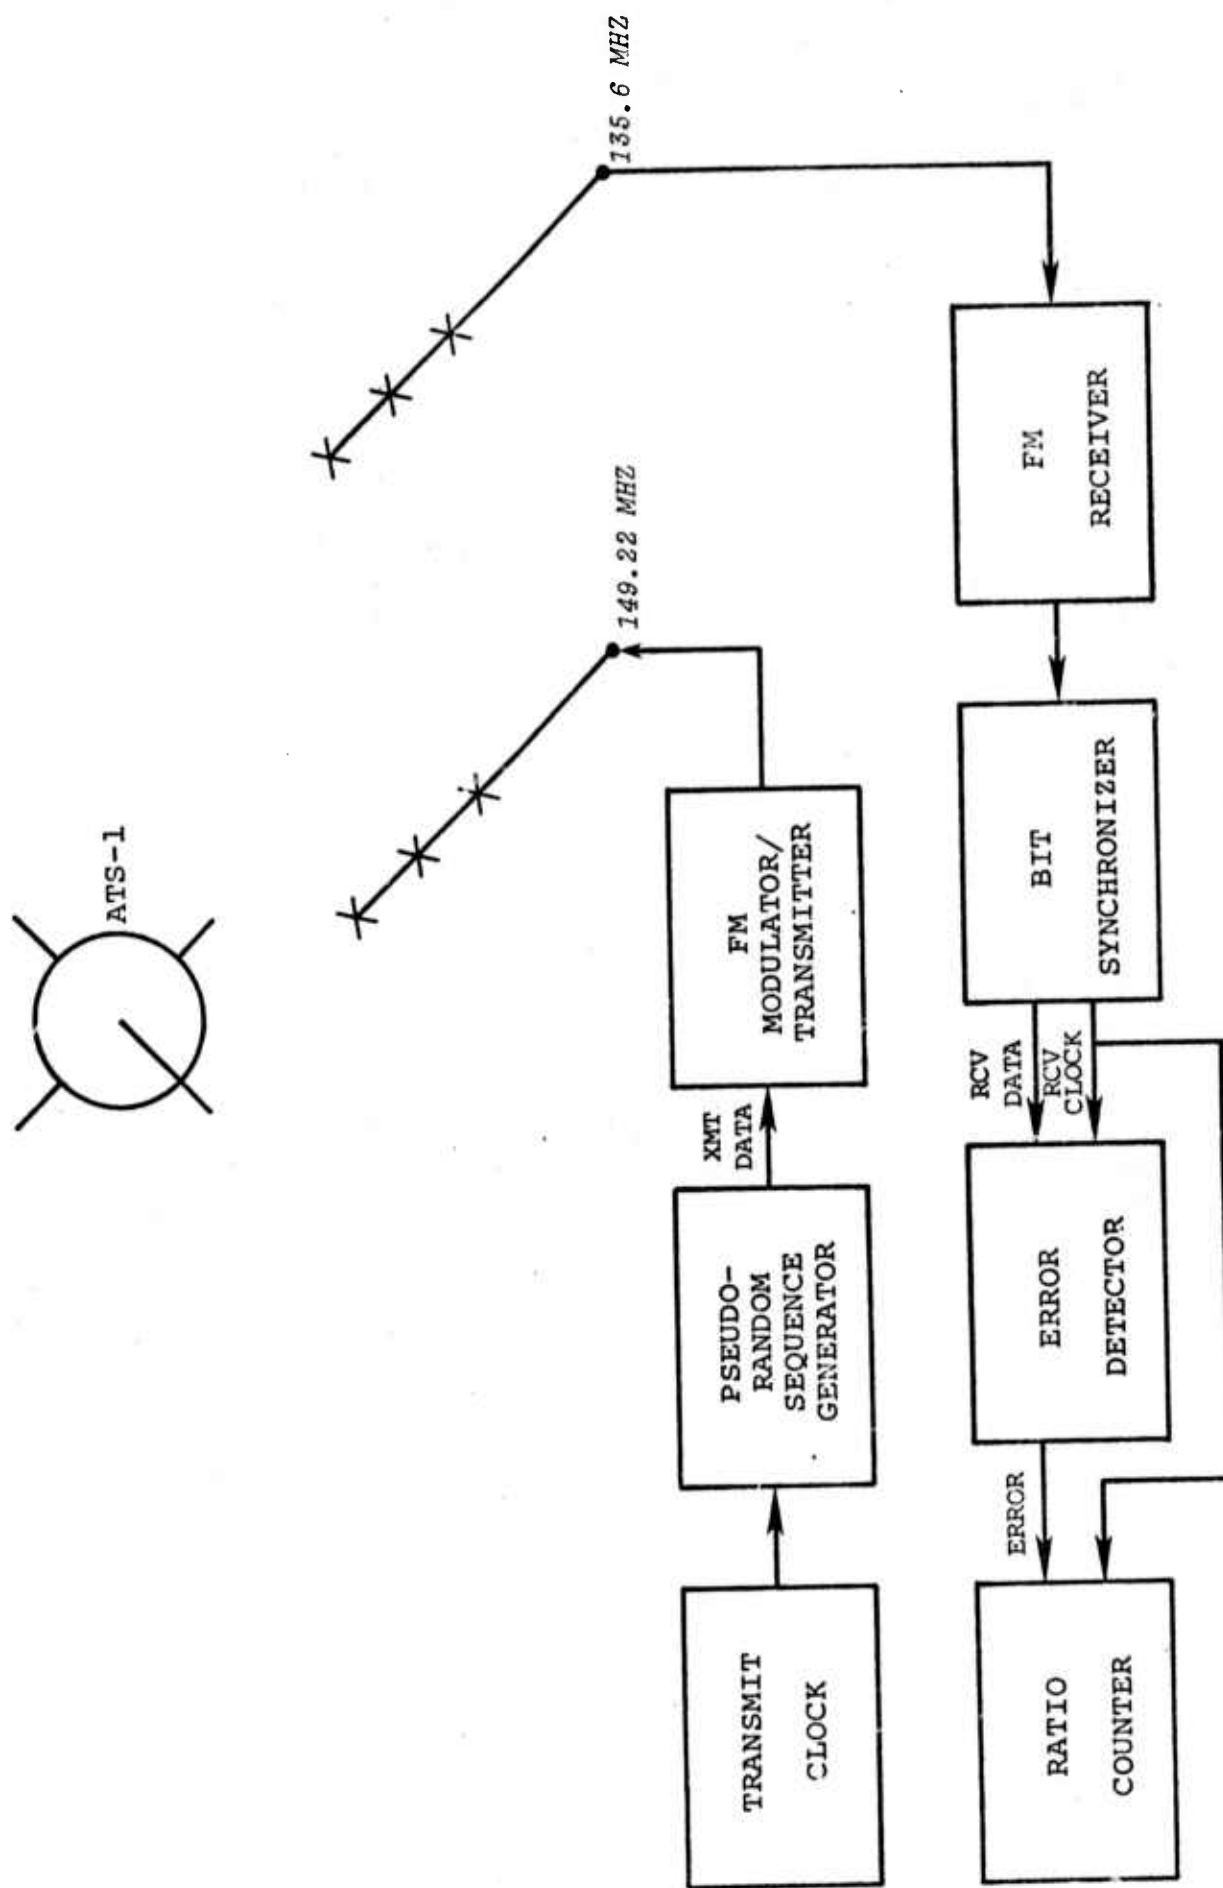 ATS-1
135.6 MHZ
149.22 MHZ
TRANSMIT
CLOCK
PSEUDO-
RANDOM
SEQUENCE
GENERATOR
XMT
DATA
FM
MODULATOR/
TRANSMITTER
RATIO
COUNTER
ERROR
ERROR
DETECTOR
RCV
DATA
RCV
CLOCK
BIT
SYNCHRONIZER
FM
RECEIVER